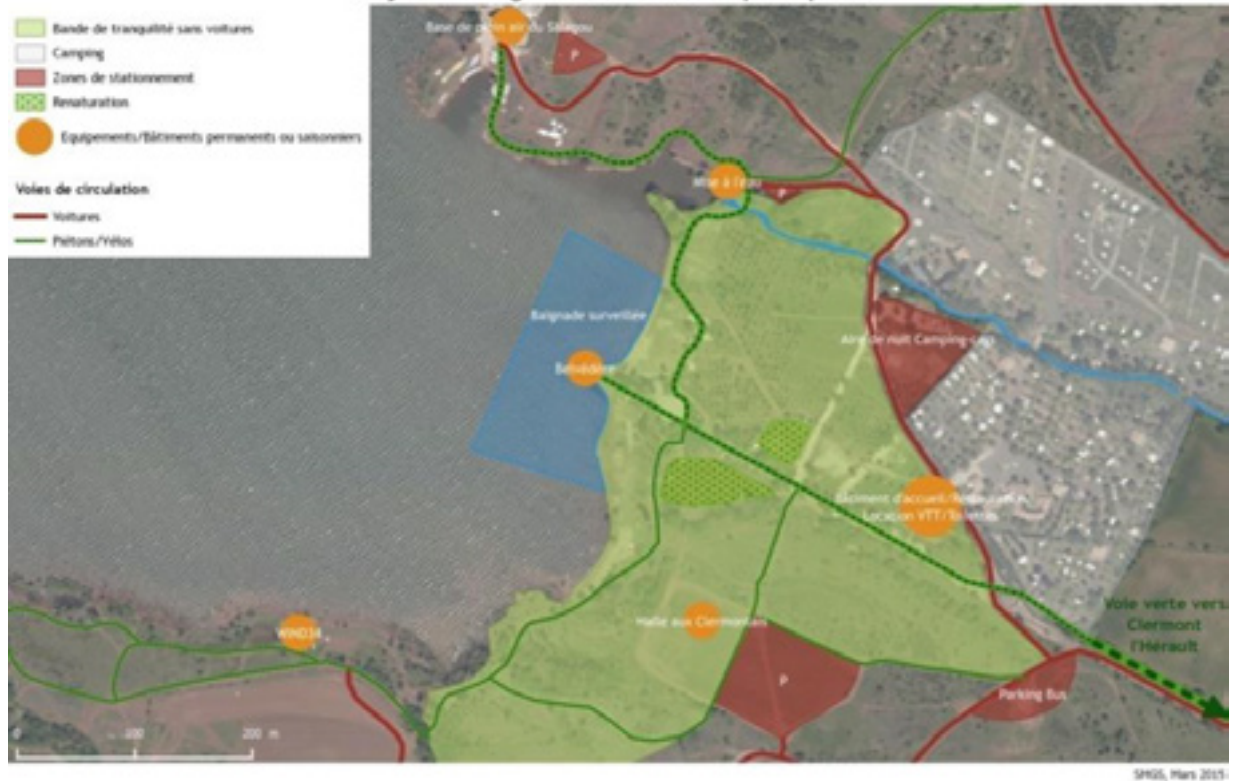 Bande de tranquilité sans voitures
Camping
Zones de stationnement
Renaturation
Equipements/Bâtiments permanents ou saisonniers
Voies de circulation
Voitures
Piétons/Vélos
Base de plein air du Salagou
P
Mise à l'eau
P
Baignade surveillée
Belvédère
Aire de nuit Camping-cars
Bâtiment d'accueil/Restauration
Location VTT/Toilettes
Halle aux Clermontais
WIND34
P
Parking Bus
Voie verte vers
Clermont
l'Hérault
0 100 200 m
SMGS, Mars 2015